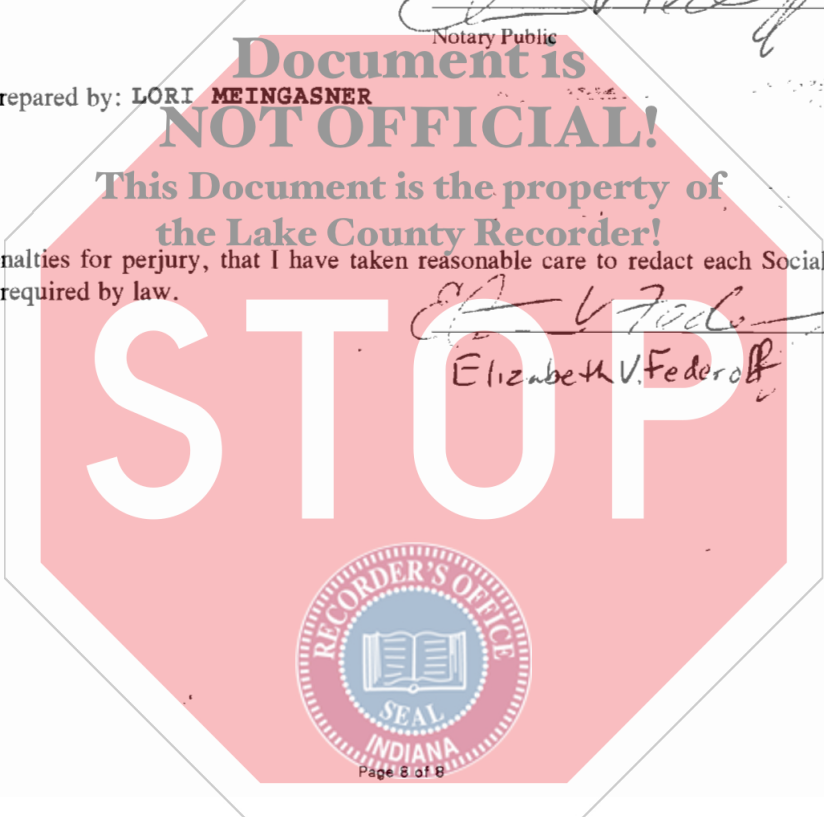 Notary Public
Document is
repared by: LORI MEINGASNER
NOT OFFICIAL!
This Document is the property of
the Lake County Recorder!
nalties for perjury, that I have taken reasonable care to redact each Social
required by law.
Elizabeth V. Federoff
STOP
RECORDER'S OFFICE
SEAL
INDIANA
Page 8 of 8